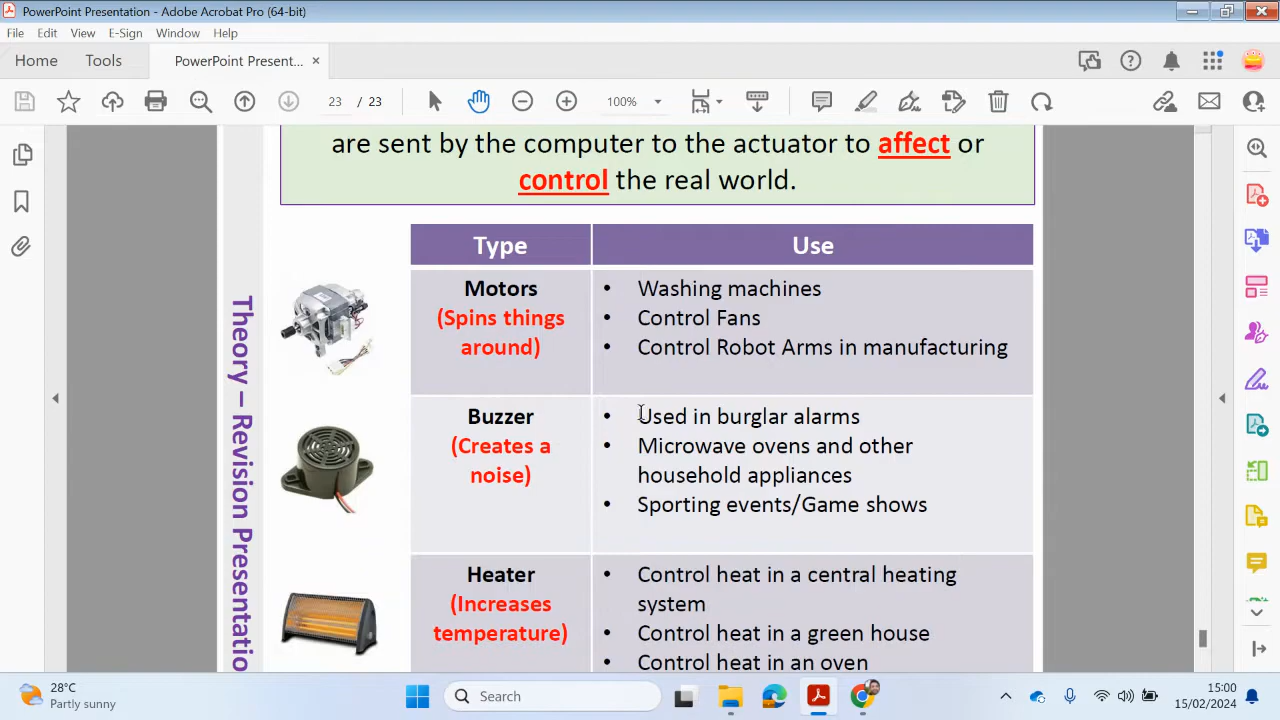 PowerPoint Presentation - Adobe Acrobat Pro (64-bit)
File Edit View E-Sign Window Help
Home Tools PowerPoint Present... ×
23 / 23 100%
are sent by the computer to the actuator to affect or
control the real world.
Type Use
Motors
(Spins things
around)
• Washing machines
• Control Fans
• Control Robot Arms in manufacturing
Buzzer
(Creates a
noise)
• Used in burglar alarms
• Microwave ovens and other
household appliances
• Sporting events/Game shows
Heater
(Increases
temperature)
• Control heat in a central heating
system
• Control heat in a green house
• Control heat in an oven
Theory – Revision Presentatio
28°C
Partly sunny
Search
15:00
15/02/2024